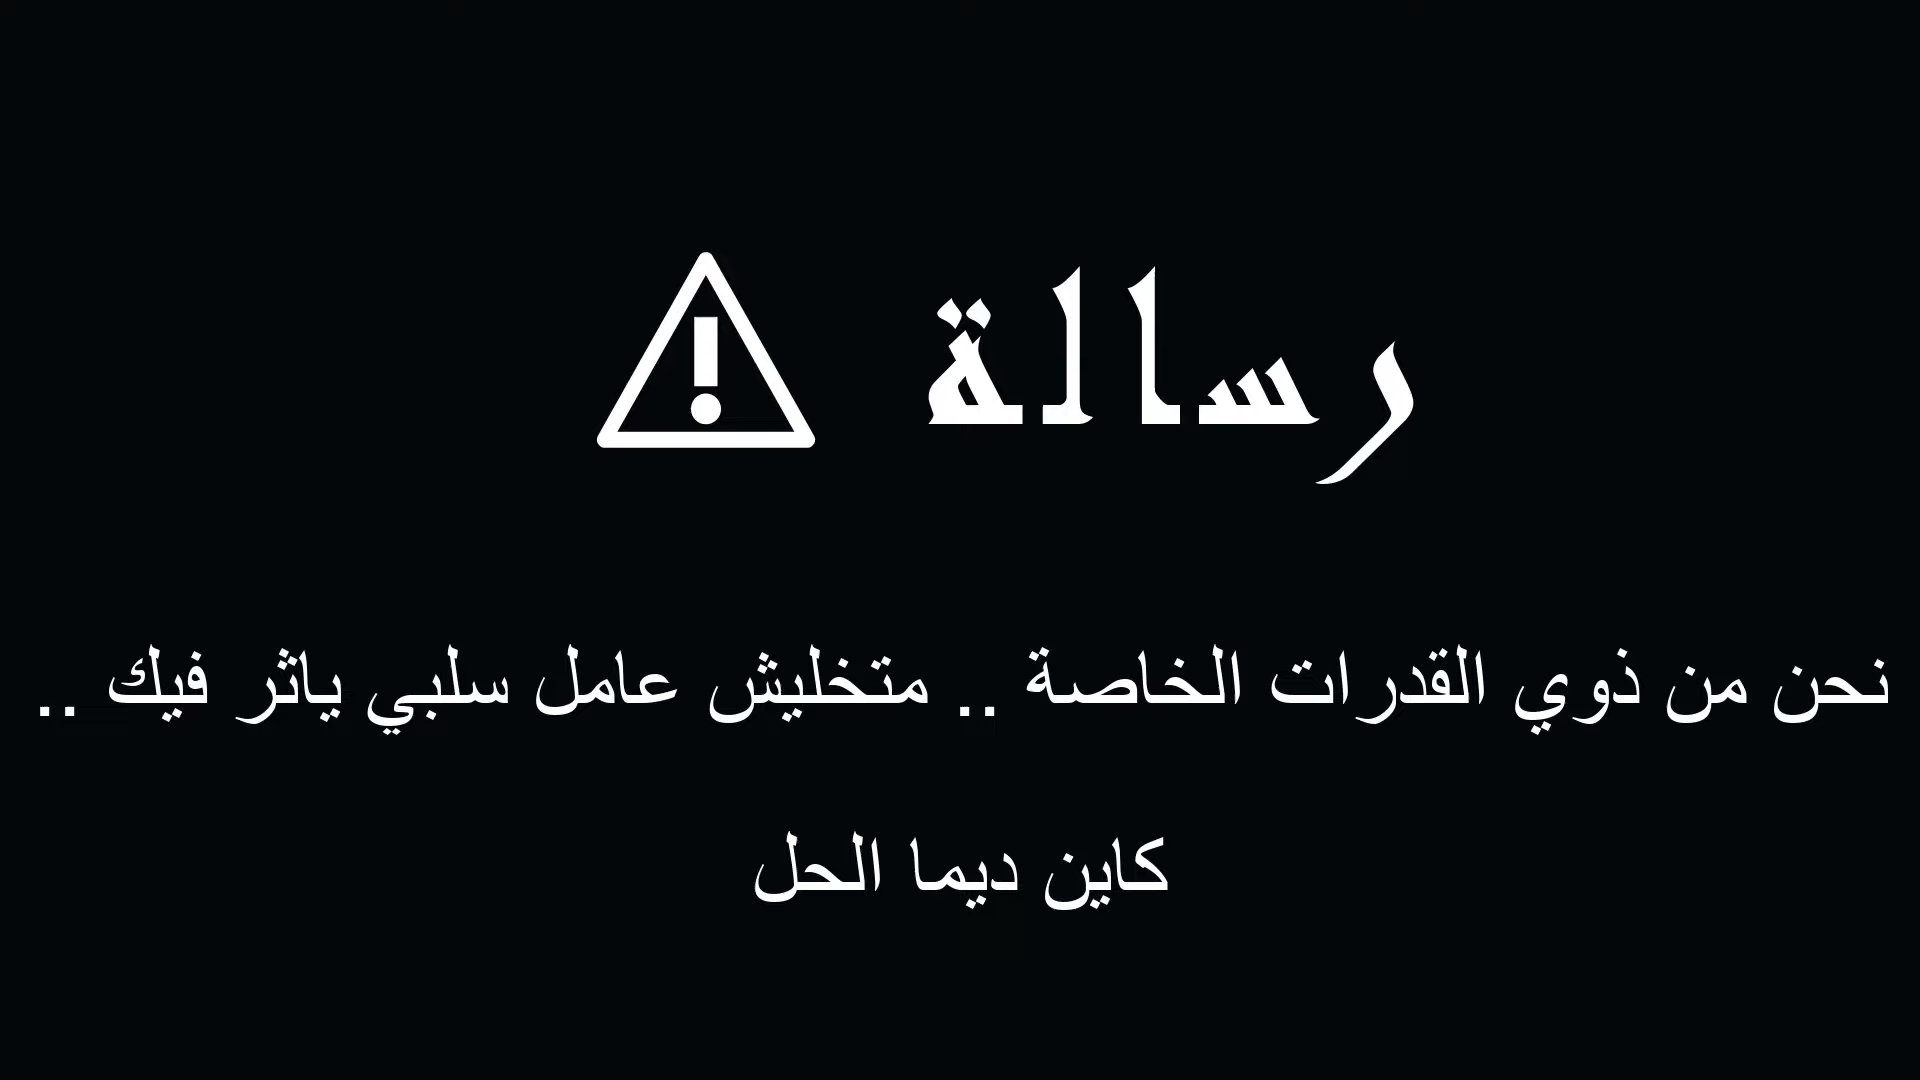 رسالة ⚠
نحن من ذوي القدرات الخاصة .. متخليش عامل سلبي ياثر فيك ..
كاين ديما الحل